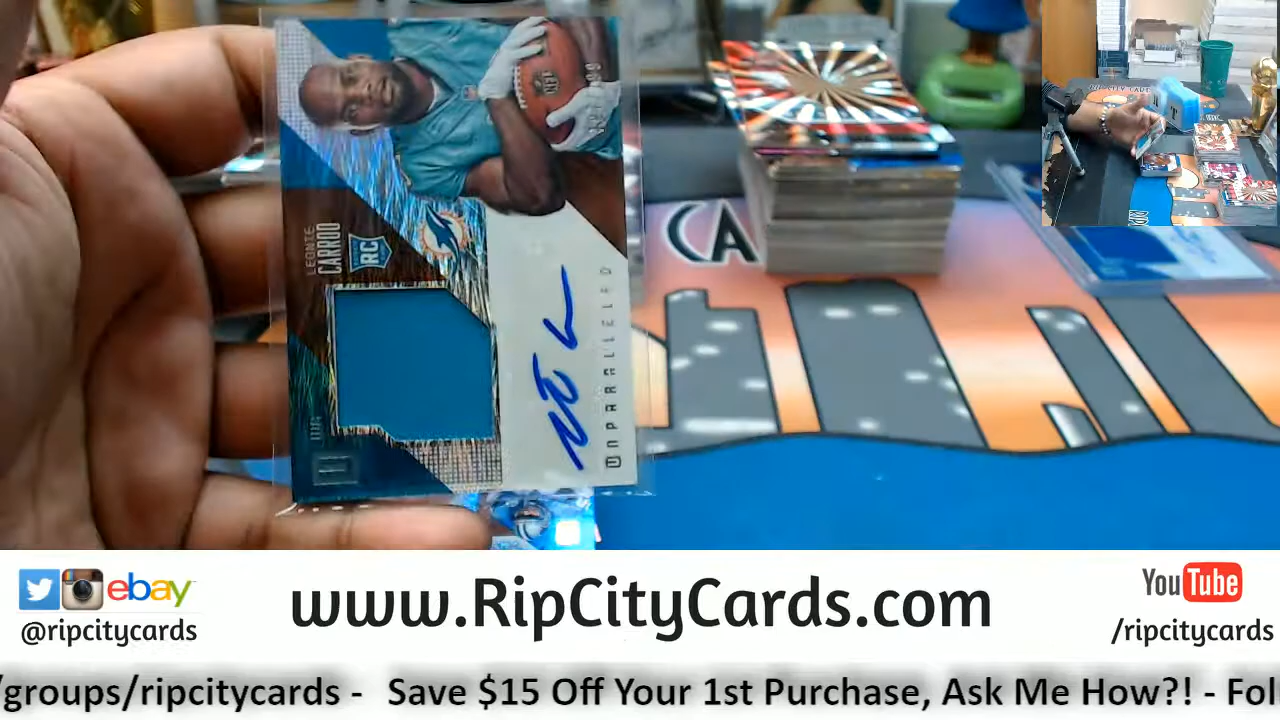 LEONTE
CARROO
RC
UNPARALLELED
CA
ebay
@ripcitycards
www.RipCityCards.com
YouTube
/ripcitycards
/groups/ripcitycards - Save $15 Off Your 1st Purchase, Ask Me How?! - Fol